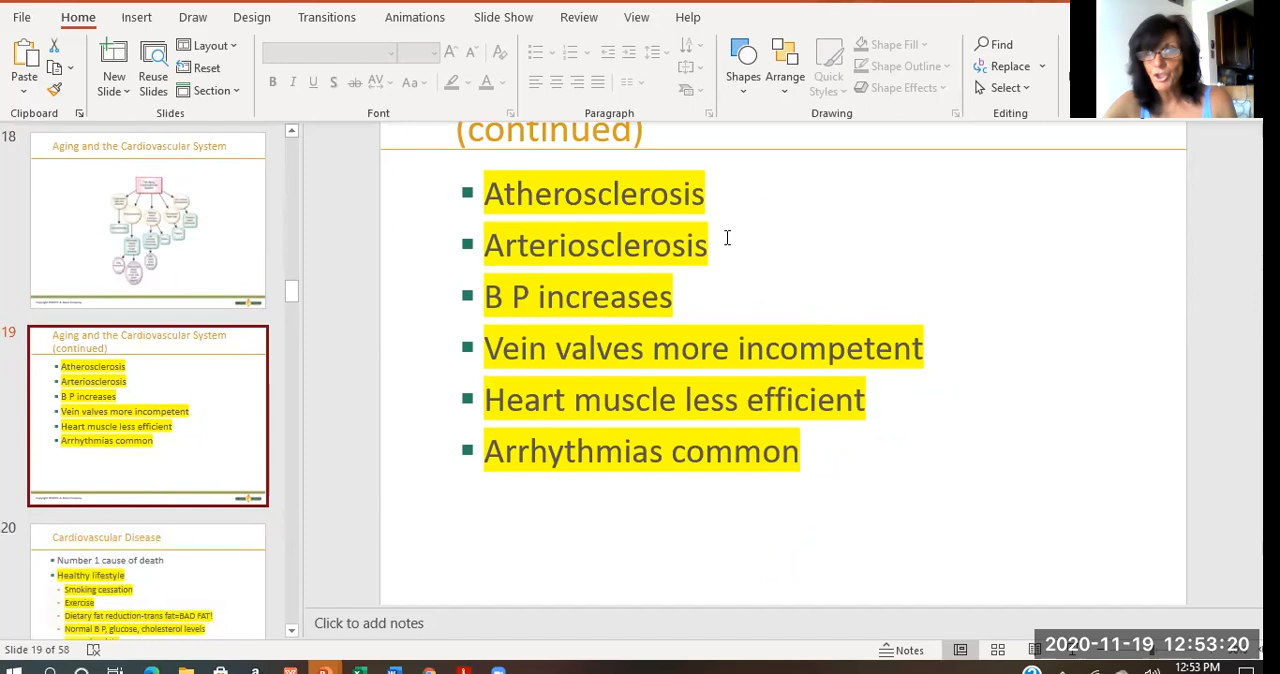 File Home Insert Draw Design Transitions Animations Slide Show Review View Help
Paste
New Slide
Reuse Slides
Layout
Reset
Section
Clipboard
Slides
Font
Paragraph
Shapes
Arrange
Quick Styles
Shape Fill
Shape Outline
Shape Effects
Drawing
Find
Replace
Select
Editing
18
Aging and the Cardiovascular System
19
Aging and the Cardiovascular System
(continued)
Atherosclerosis
Arteriosclerosis
B P increases
Vein valves more incompetent
Heart muscle less efficient
Arrhythmias common
20
Cardiovascular Disease
Number 1 cause of death
Healthy lifestyle
Smoking cessation
Exercise
Dietary fat reduction-trans fat=BAD FAT!
Normal B P, glucose, cholesterol levels
(continued)
Atherosclerosis
Arteriosclerosis
B P increases
Vein valves more incompetent
Heart muscle less efficient
Arrhythmias common
Click to add notes
Slide 19 of 58
Notes
2020-11-19 12:53:20
12:53 PM